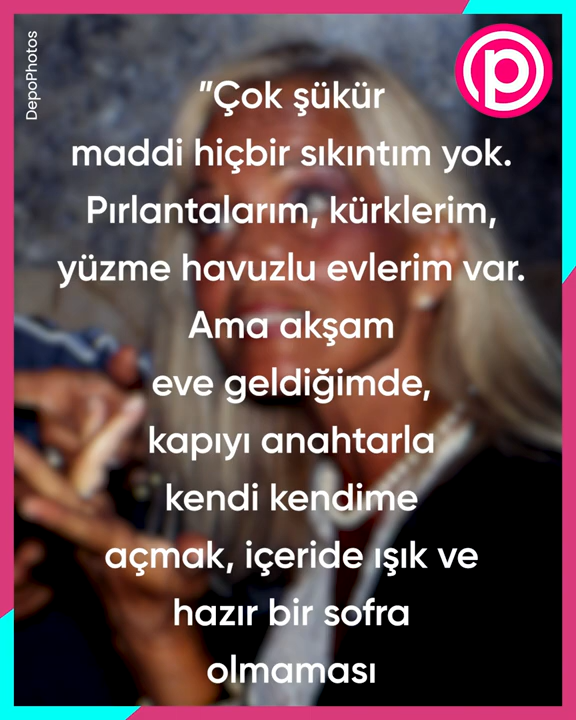 DepoPhotos
p
"Çok şükür
maddi hiçbir sıkıntım yok.
Pırlantalarım, kürklerim,
yüzme havuzlu evlerim var.
Ama akşam
eve geldiğimde,
kapıyı anahtarla
kendi kendime
açmak, içeride ışık ve
hazır bir sofra
olmaması